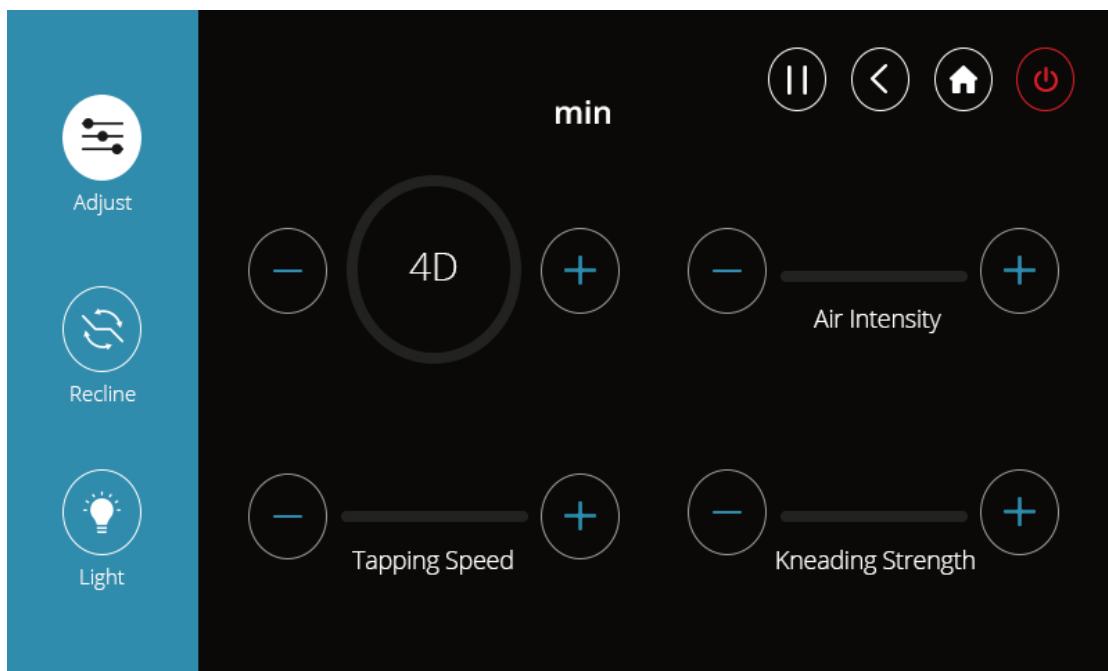 min
Adjust
4D
Air Intensity
Recline
Tapping Speed
Kneading Strength
Light